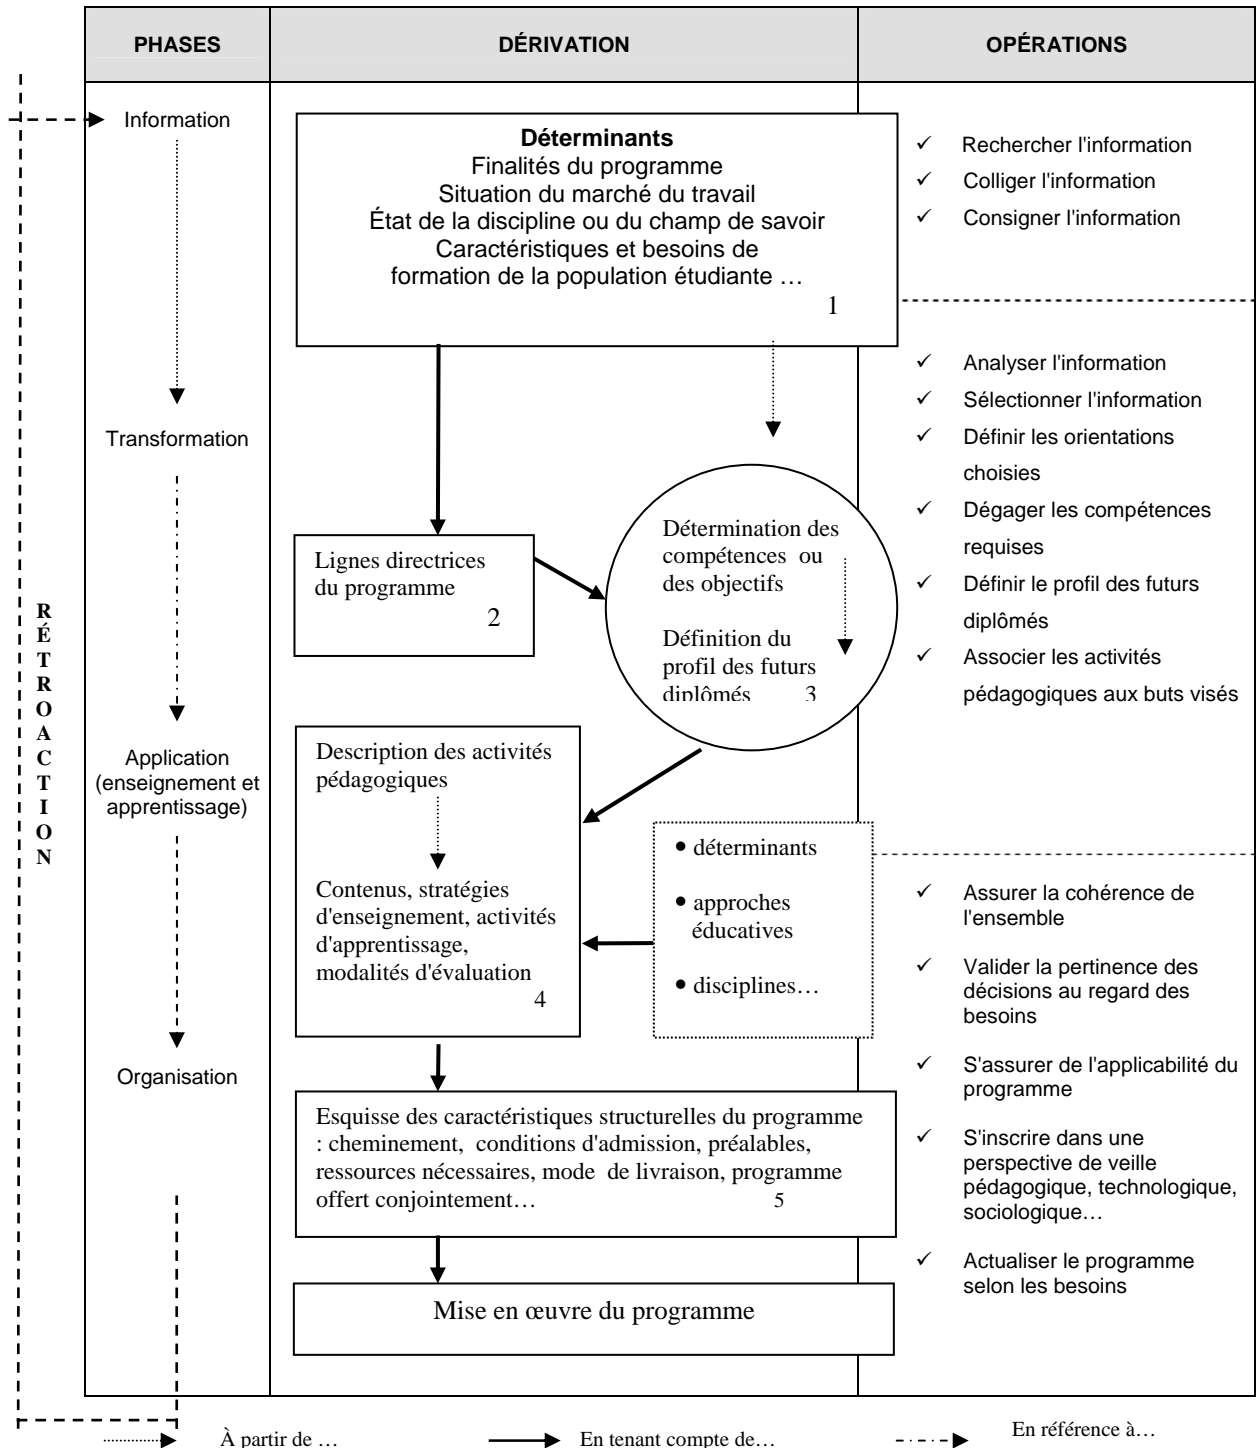 PHASES
DÉRIVATION
OPÉRATIONS
RÉTROACTION
Information
Transformation
Application
(enseignement et
apprentissage)
Organisation
Déterminants
Finalités du programme
Situation du marché du travail
État de la discipline ou du champ de savoir
Caractéristiques et besoins de
formation de la population étudiante …
1
Lignes directrices
du programme
2
Détermination des
compétences ou
des objectifs
Définition du
profil des futurs
diplômés 3
Description des activités
pédagogiques
Contenus, stratégies
d'enseignement, activités
d'apprentissage,
modalités d'évaluation
4
• déterminants
• approches
éducatives
• disciplines…
Esquisse des caractéristiques structurelles du programme
: cheminement, conditions d'admission, préalables,
ressources nécessaires, mode de livraison, programme
offert conjointement… 5
Mise en œuvre du programme
✓ Rechercher l'information
✓ Colliger l'information
✓ Consigner l'information
✓ Analyser l'information
✓ Sélectionner l'information
✓ Définir les orientations
choisies
✓ Dégager les compétences
requises
✓ Définir le profil des futurs
diplômés
✓ Associer les activités
pédagogiques aux buts visés
✓ Assurer la cohérence de
l'ensemble
✓ Valider la pertinence des
décisions au regard des
besoins
✓ S'assurer de l'applicabilité du
programme
✓ S'inscrire dans une
perspective de veille
pédagogique, technologique,
sociologique…
✓ Actualiser le programme
selon les besoins
À partir de …
En tenant compte de…
En référence à…